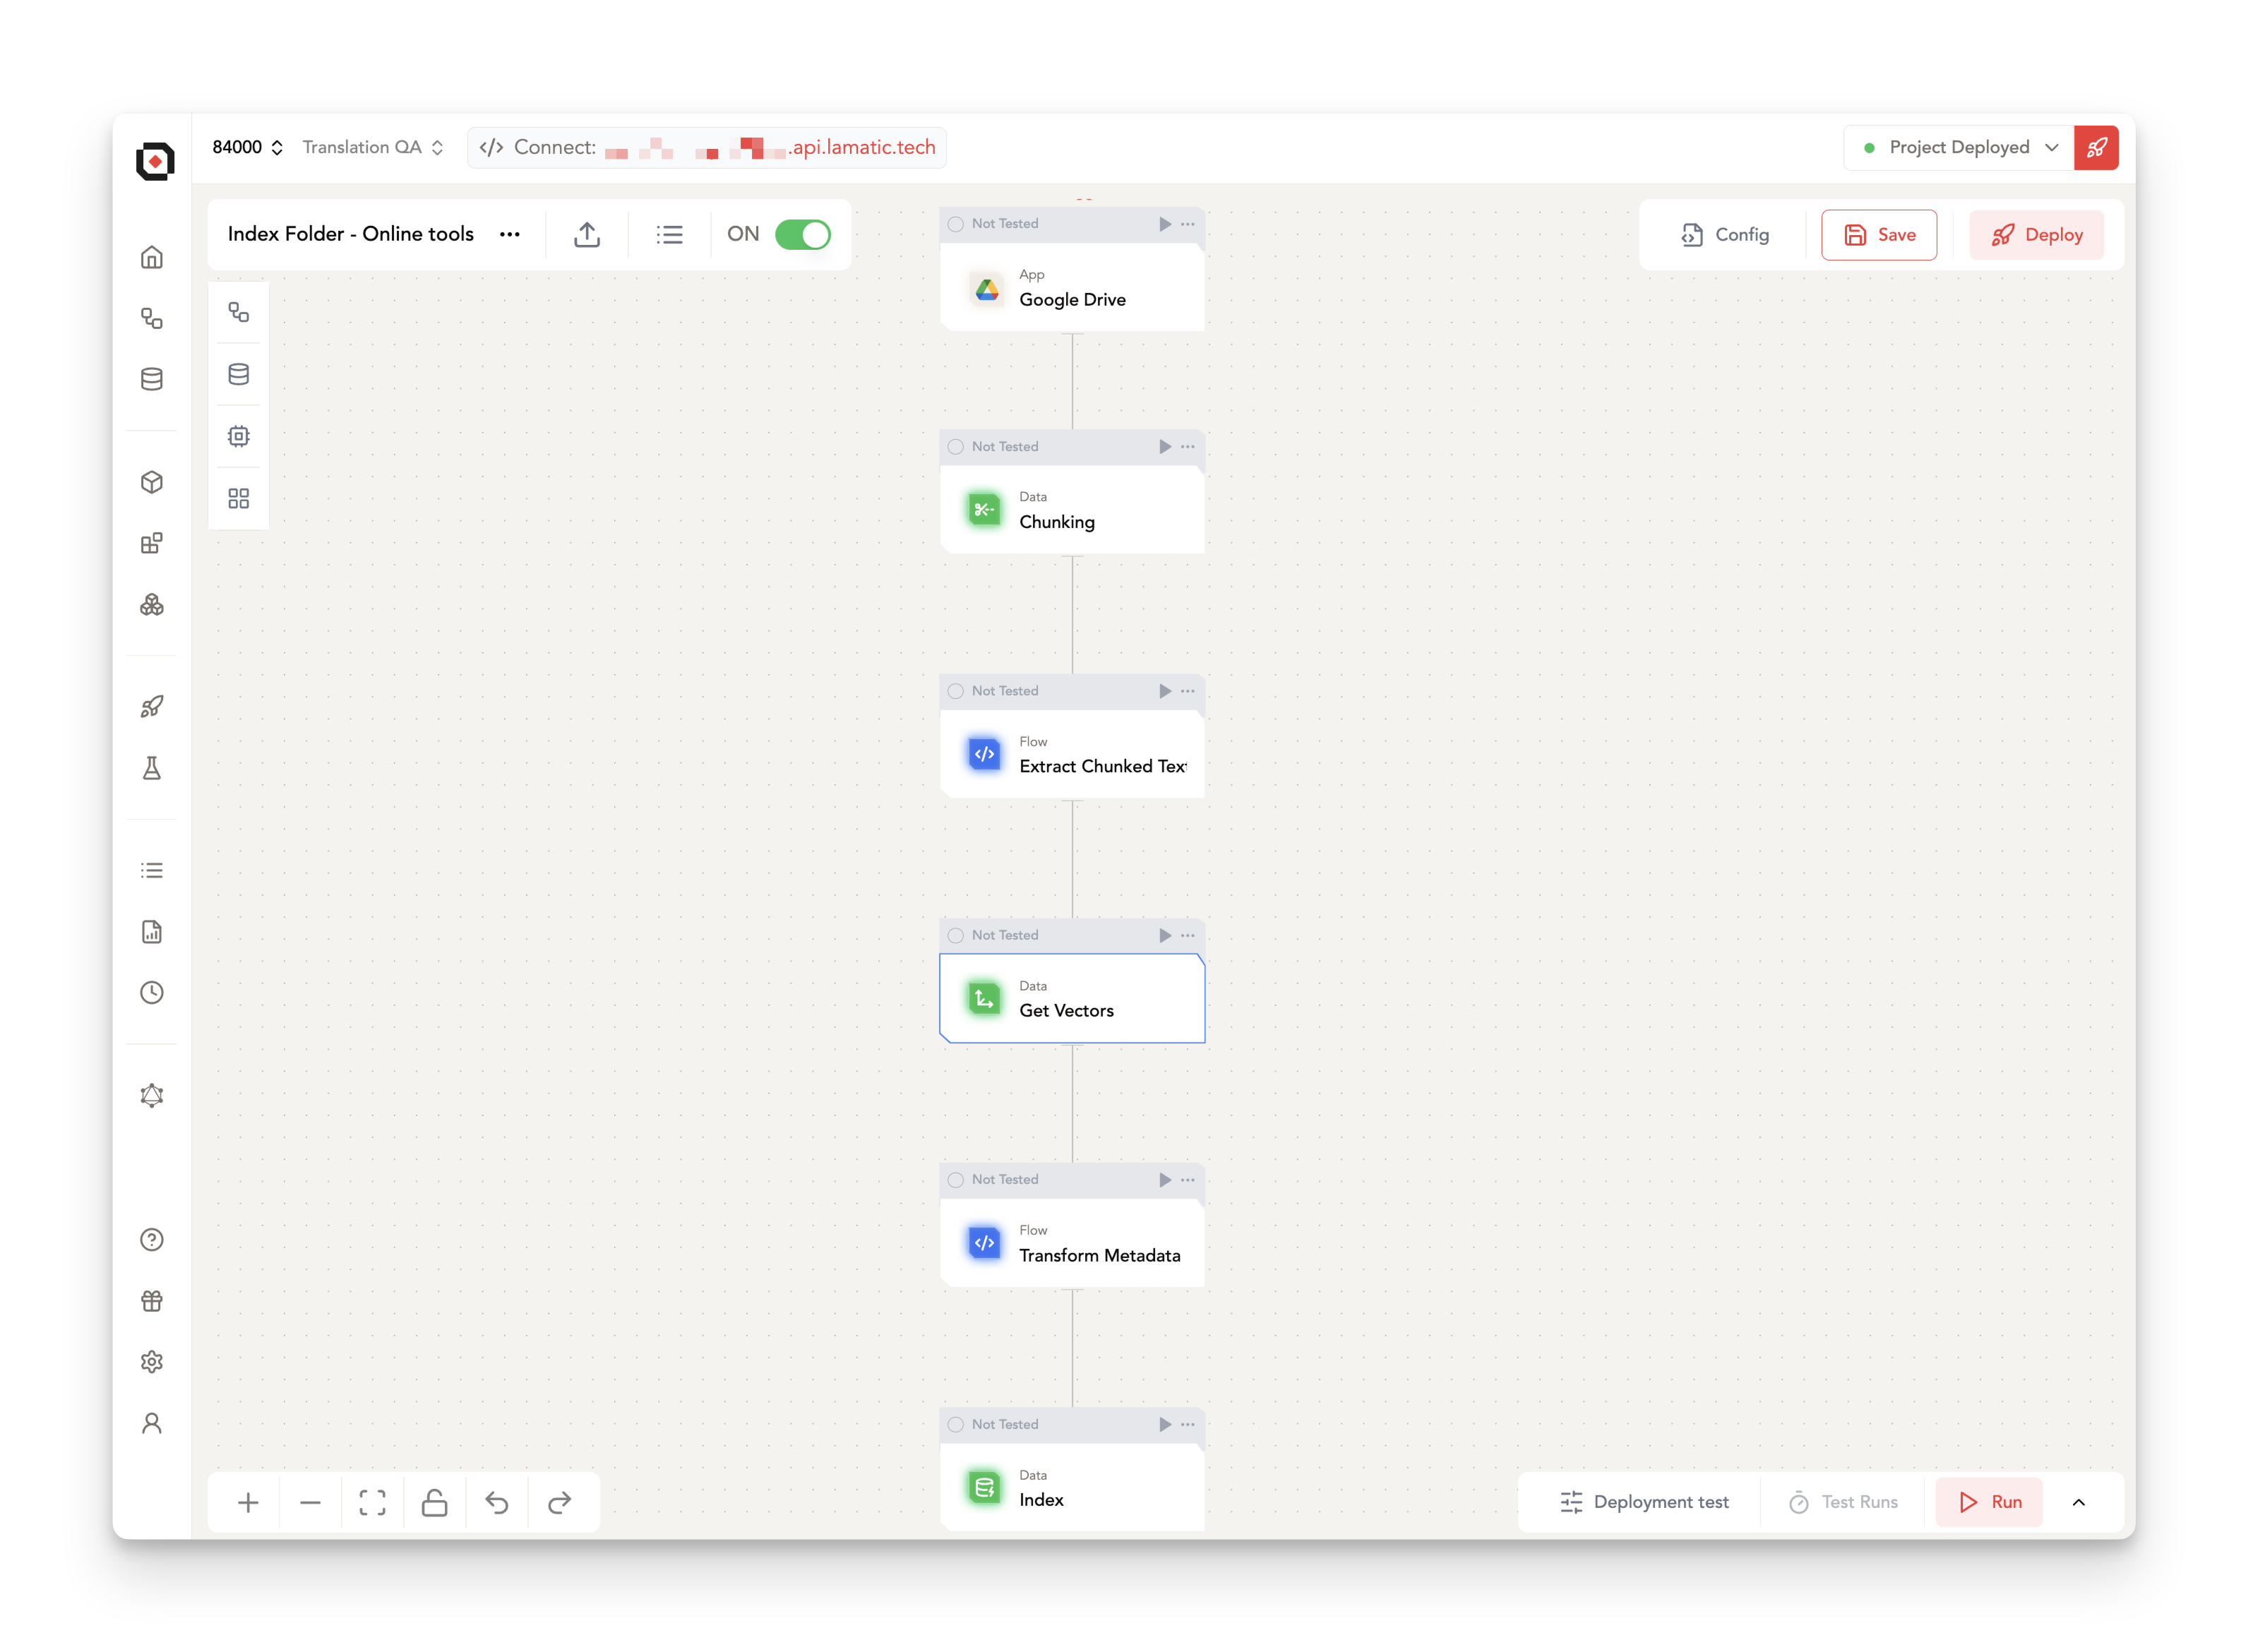 84000 Translation QA </> Connect: .api.lamatic.tech Project Deployed
Index Folder - Online tools ... ON Config Save Deploy
Not Tested
App
Google Drive
Not Tested
Data
Chunking
Not Tested
Flow
Extract Chunked Text
Not Tested
Data
Get Vectors
Not Tested
Flow
Transform Metadata
Not Tested
Data
Index
Deployment test Test Runs Run